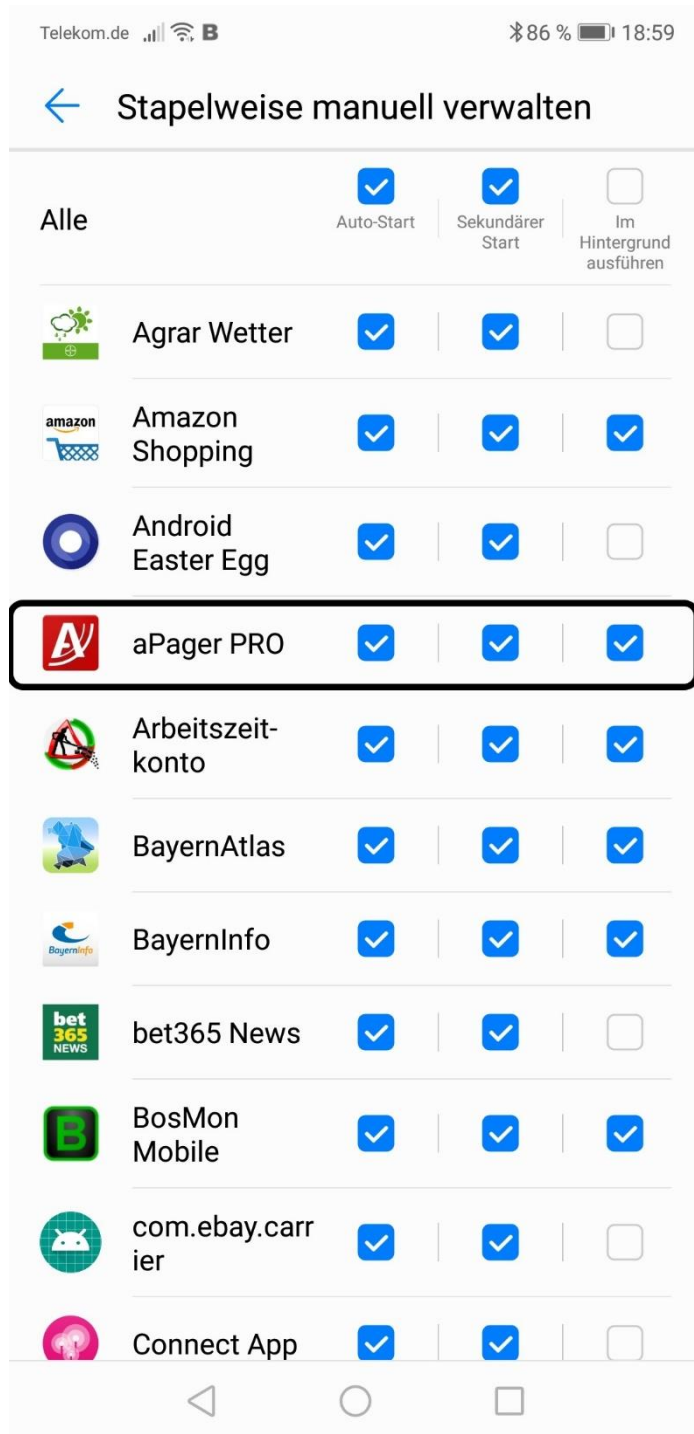 Telekom.de B 86 % 18:59
Stapelweise manuell verwalten
Alle
Auto-Start
Sekundärer
Start
Im
Hintergrund
ausführen
Agrar Wetter
amazon
Amazon
Shopping
Android
Easter Egg
A
aPager PRO
Arbeitszeit-
konto
BayernAtlas
BayernInfo
BayernInfo
bet
365
NEWS
bet365 News
B
BosMon
Mobile
com.ebay.carr
ier
Connect App